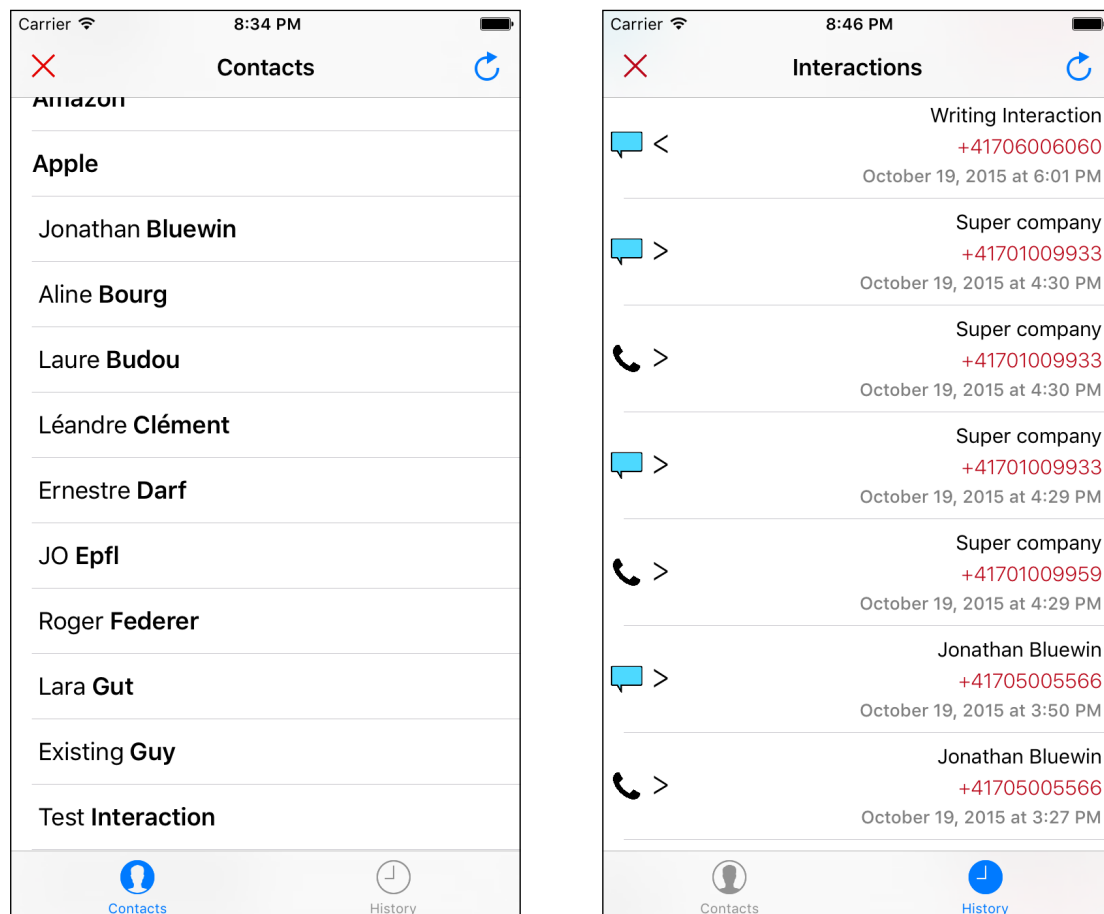 Carrier 8:34 PM
Contacts
Amazon
Apple
Jonathan Bluewin
Aline Bourg
Laure Budou
Léandre Clément
Ernestre Darf
JO Epfl
Roger Federer
Lara Gut
Existing Guy
Test Interaction
Contacts History
Carrier 8:46 PM
Interactions
Writing Interaction
< +41706006060
October 19, 2015 at 6:01 PM
Super company
> +41701009933
October 19, 2015 at 4:30 PM
Super company
> +41701009933
October 19, 2015 at 4:30 PM
Super company
> +41701009933
October 19, 2015 at 4:29 PM
Super company
> +41701009959
October 19, 2015 at 4:29 PM
Jonathan Bluewin
> +41705005566
October 19, 2015 at 3:50 PM
Jonathan Bluewin
> +41705005566
October 19, 2015 at 3:27 PM
Contacts History